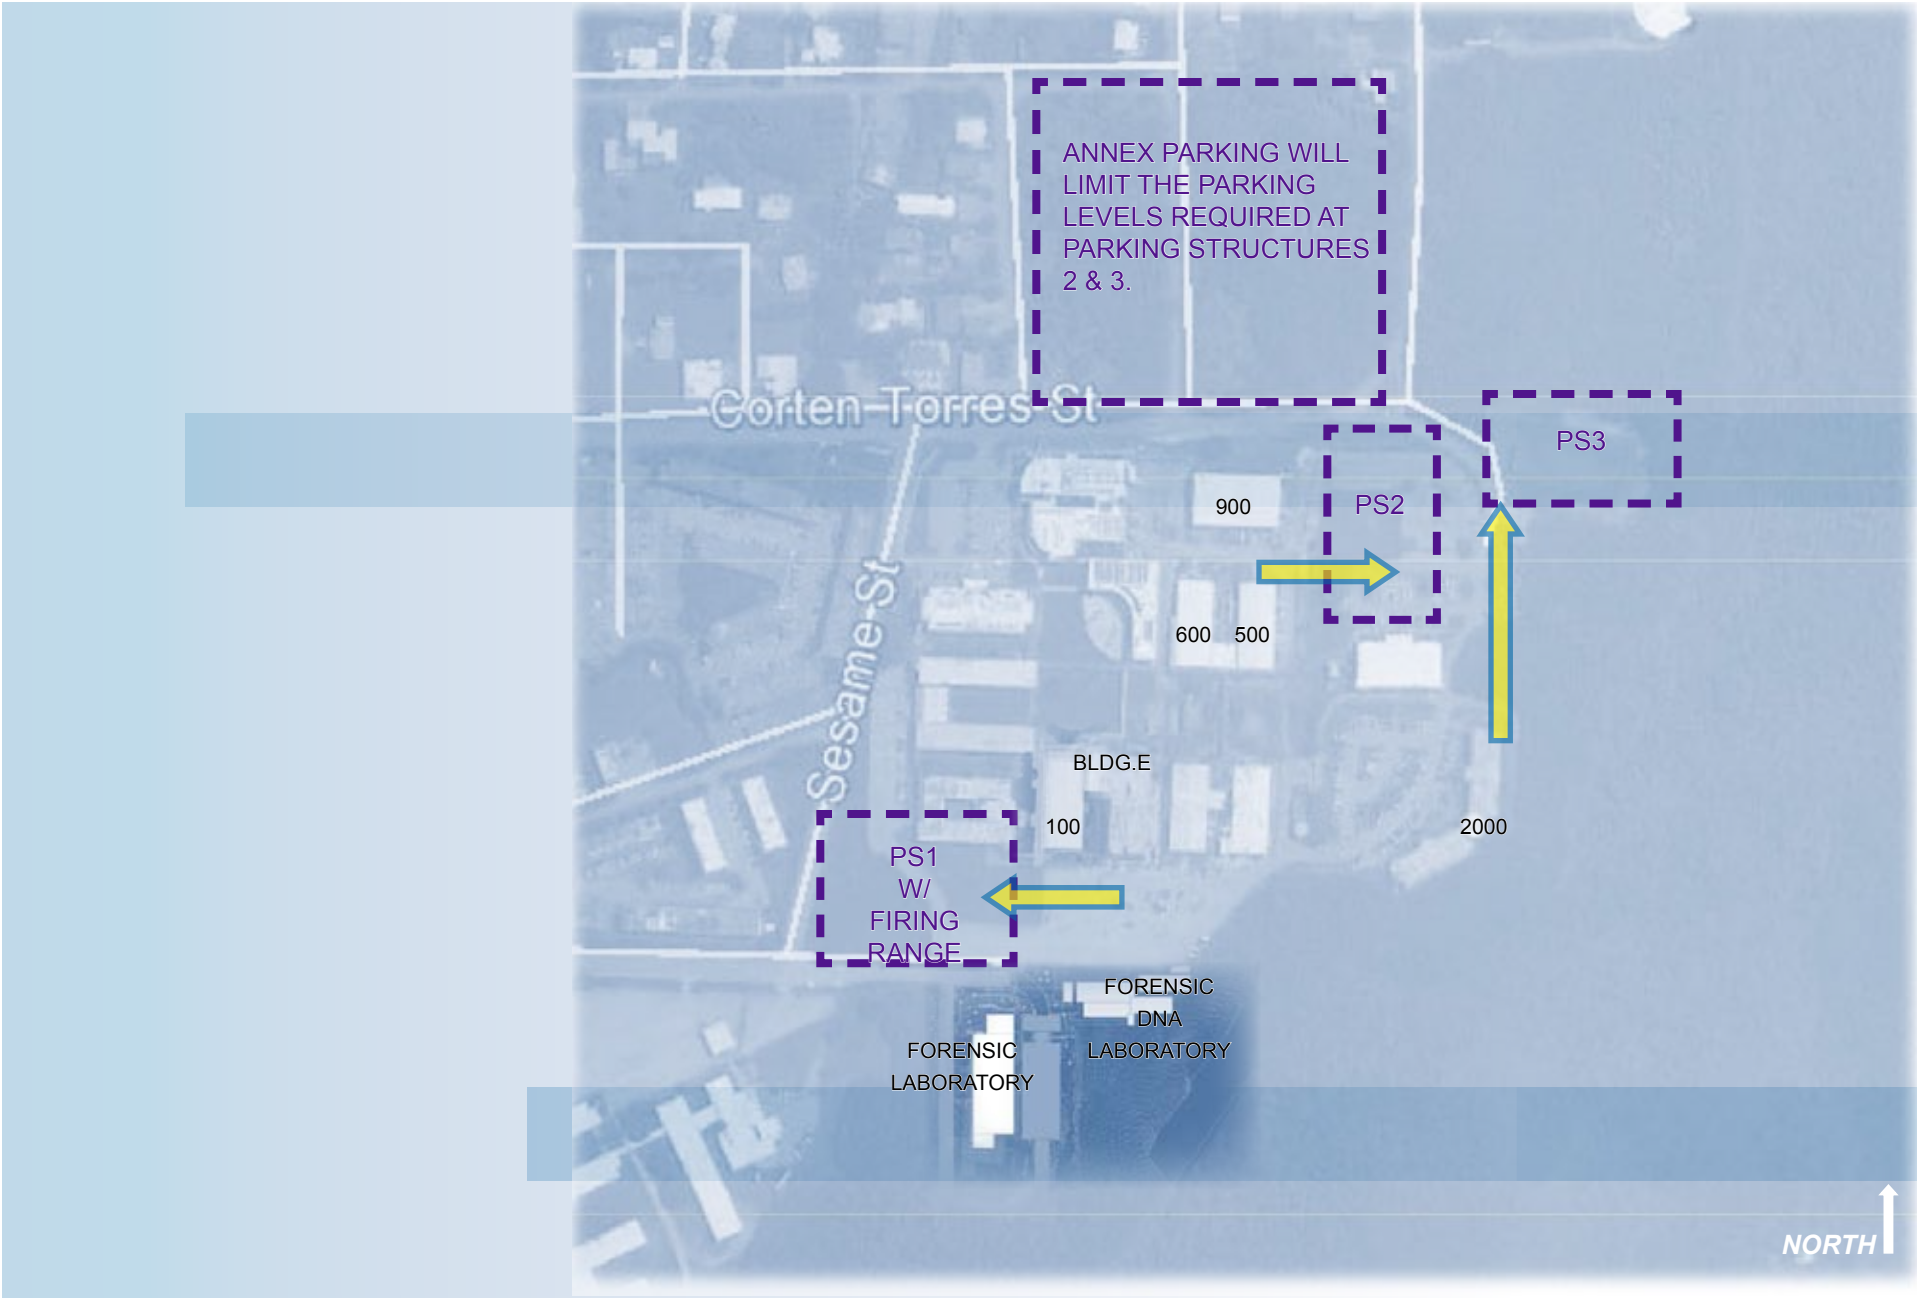 ANNEX PARKING WILL
LIMIT THE PARKING
LEVELS REQUIRED AT
PARKING STRUCTURES
2 & 3.
Corten Torres St
PS3
PS2
900
Sesame St
600
500
BLDG.E
100
2000
PS1
W/
FIRING
RANGE
FORENSIC
DNA
LABORATORY
FORENSIC
LABORATORY
NORTH